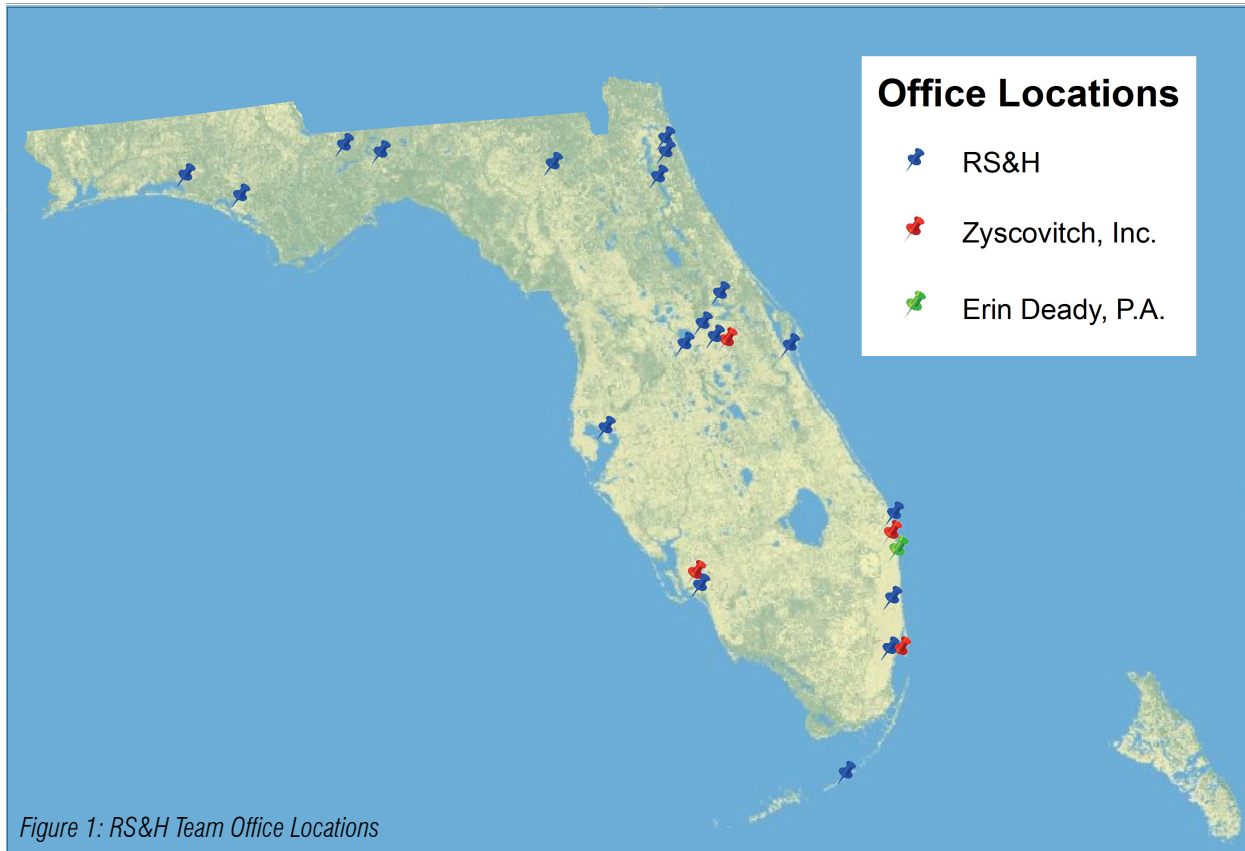 Office Locations
RS&H
Zyscovitch, Inc.
Erin Deady, P.A.
Figure 1: RS&H Team Office Locations